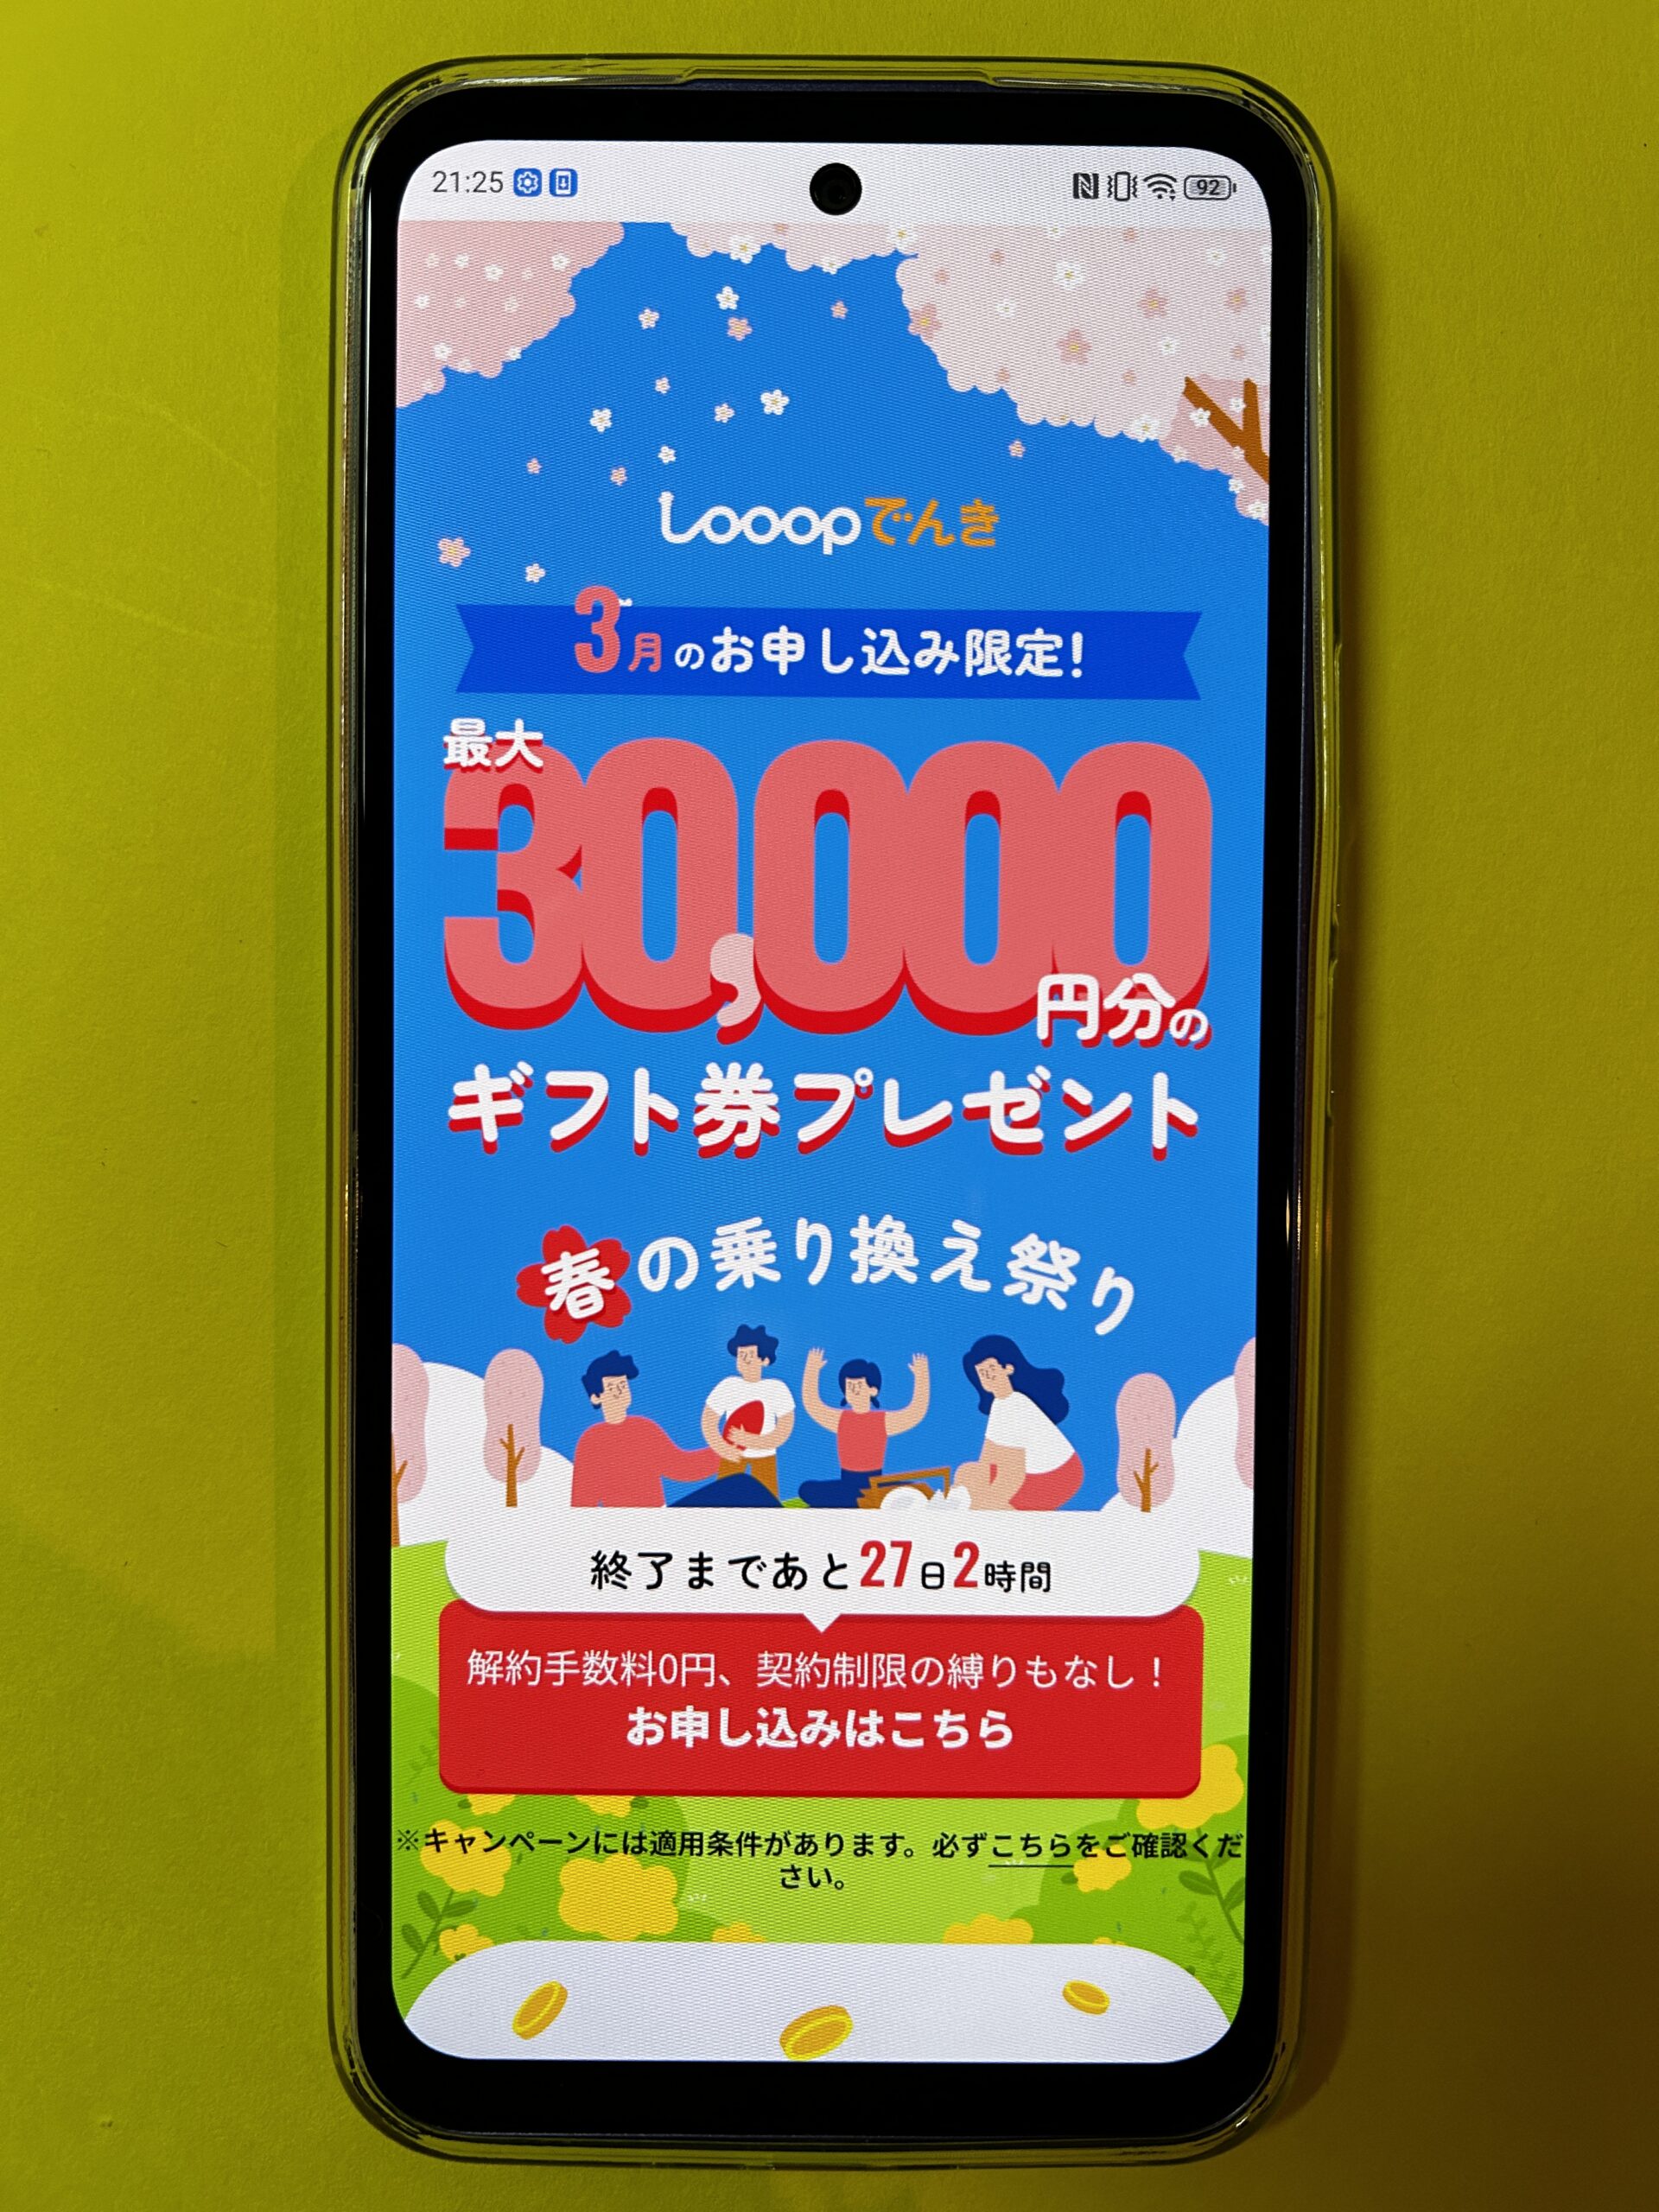 21:25
92
Looopでんき
3月のお申し込み限定!
最大
30,000
円分の
ギフト券プレゼント
春の乗り換え祭り
終了まであと27日2時間
解約手数料0円、契約制限の縛りもなし！
お申し込みはこちら
※キャンペーンには適用条件があります。必ずこちらをご確認くだ
さい。